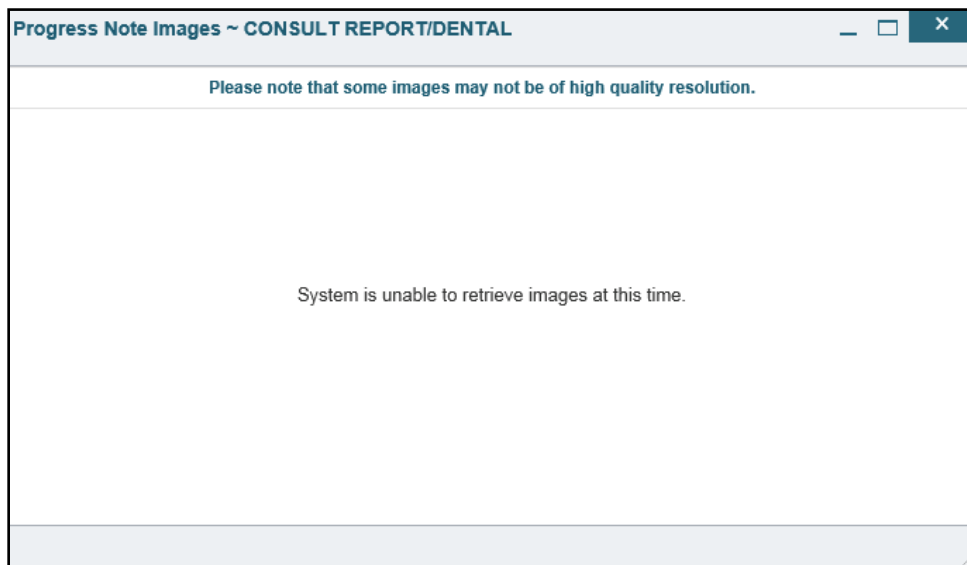 Progress Note Images ~ CONSULT REPORT/DENTAL
Please note that some images may not be of high quality resolution.
System is unable to retrieve images at this time.